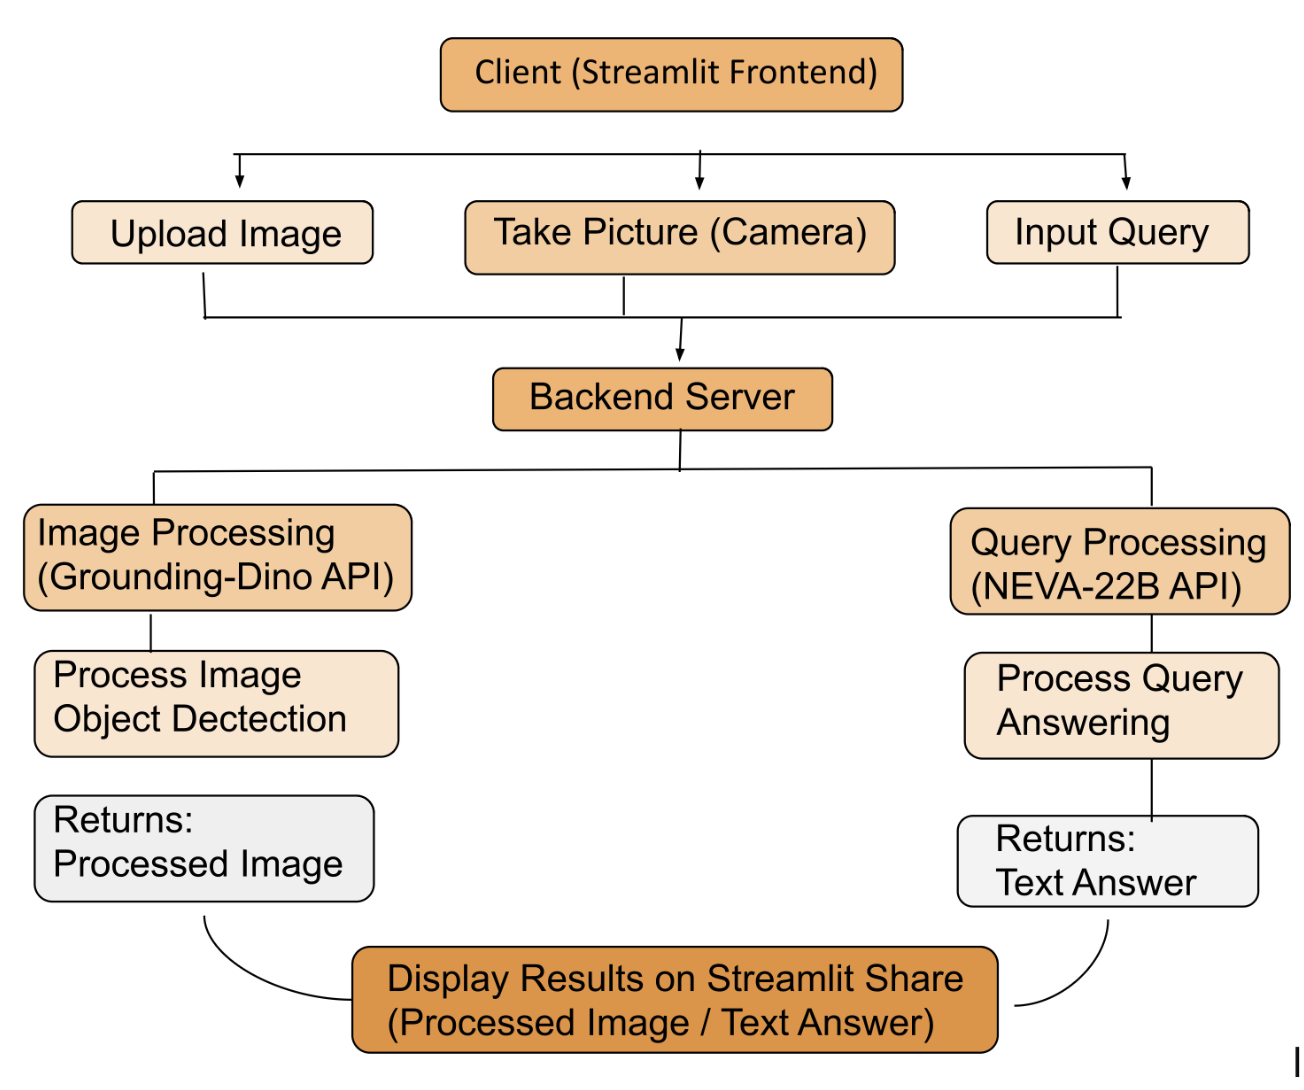 Client (Streamlit Frontend)
Upload Image
Take Picture (Camera)
Input Query
Backend Server
Image Processing
(Grounding-Dino API)
Query Processing
(NEVA-22B API)
Process Image
Object Dectection
Process Query
Answering
Returns:
Processed Image
Returns:
Text Answer
Display Results on Streamlit Share
(Processed Image / Text Answer)